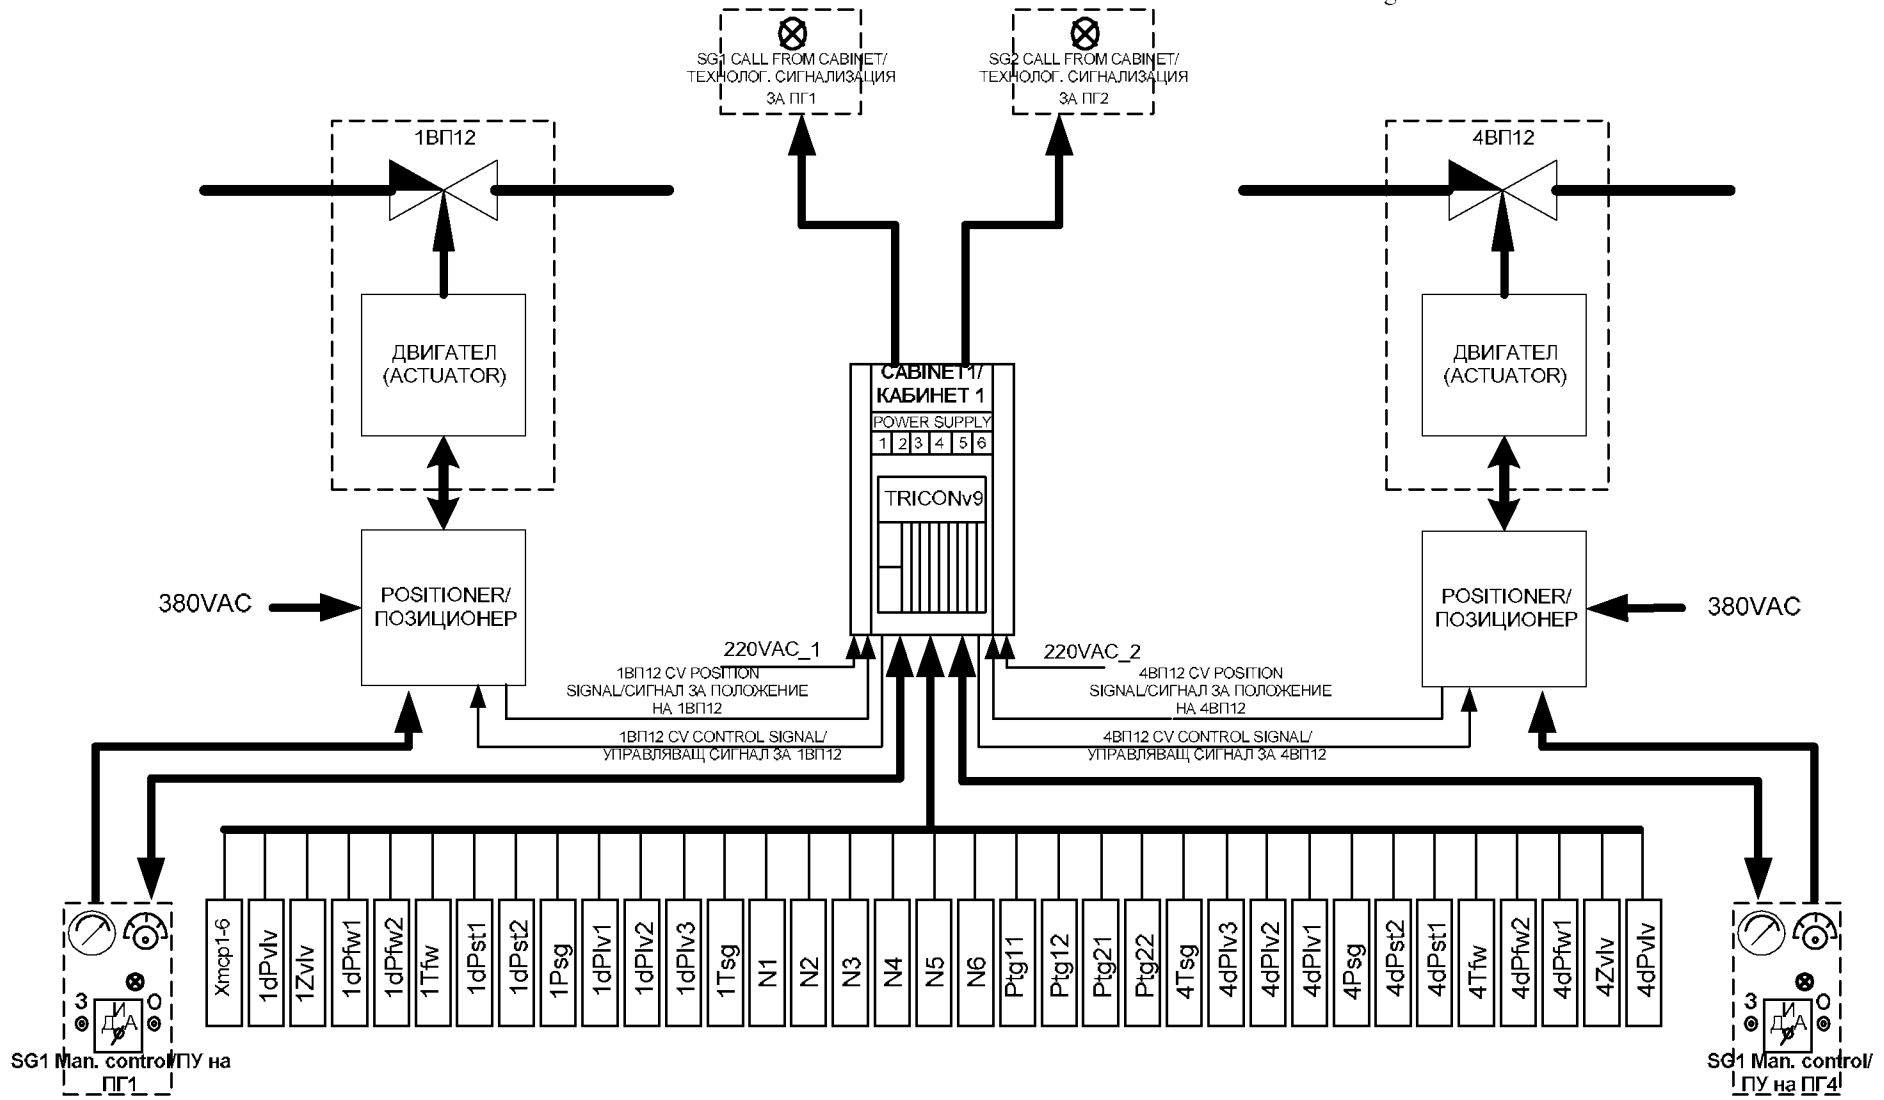 SG1 CALL FROM CABINET/
ТЕХНОЛОГ. СИГНАЛИЗАЦИЯ
ЗА ПГ1
SG2 CALL FROM CABINET/
ТЕХНОЛОГ. СИГНАЛИЗАЦИЯ
ЗА ПГ2
1ВП12
4ВП12
ДВИГАТЕЛ
(ACTUATOR)
ДВИГАТЕЛ
(ACTUATOR)
CABINET1/
КАБИНЕТ 1
POWER SUPPLY
1 2 3 4 5 6
TRICONv9
380VAC
POSITIONER/
ПОЗИЦИОНЕР
POSITIONER/
ПОЗИЦИОНЕР
380VAC
220VAC_1
220VAC_2
1ВП12 CV POSITION
SIGNAL/СИГНАЛ ЗА ПОЛОЖЕНИЕ
НА 1ВП12
4ВП12 CV POSITION
SIGNAL/СИГНАЛ ЗА ПОЛОЖЕНИЕ
НА 4ВП12
1ВП12 CV CONTROL SIGNAL/
УПРАВЛЯВАЩ СИГНАЛ ЗА 1ВП12
4ВП12 CV CONTROL SIGNAL/
УПРАВЛЯВАЩ СИГНАЛ ЗА 4ВП12
Xmcp1-6
1dPvlv
1Zvlv
1dPfw1
1dPfw2
1Tfw
1dPst1
1dPst2
1Psg
1dPlv1
1dPlv2
1dPlv3
1Tsg
N1
N2
N3
N4
N5
N6
Ptg11
Ptg12
Ptg21
Ptg22
4Tsg
4dPlv3
4dPlv2
4dPlv1
4Psg
4dPst2
4dPst1
4Tfw
4dPfw2
4dPfw1
4Zvlv
4dPvlv
З О
И
Д А
SG1 Man. control/ПУ на
ПГ1
З О
И
Д А
SG1 Man. control/
ПУ на ПГ4